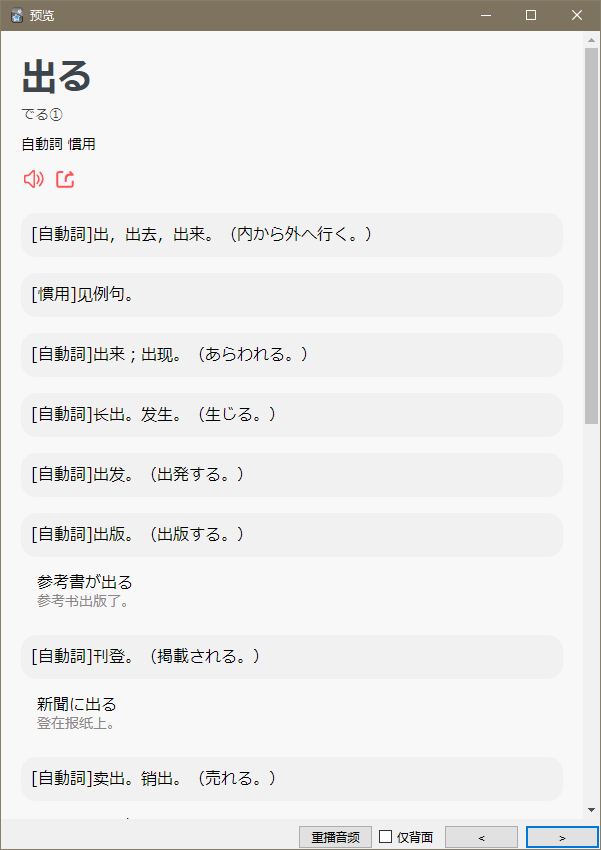 预览
出る
でる①
自動詞 慣用
[自動詞]出，出去，出来。（内から外へ行く。）
[慣用]见例句。
[自動詞]出来；出现。（あらわれる。）
[自動詞]长出。发生。（生じる。）
[自動詞]出发。（出発する。）
[自動詞]出版。（出版する。）
参考書が出る
参考书出版了。
[自動詞]刊登。（掲載される。）
新聞に出る
登在报纸上。
[自動詞]卖出。销出。（売れる。）
重播音频 仅背面 < >